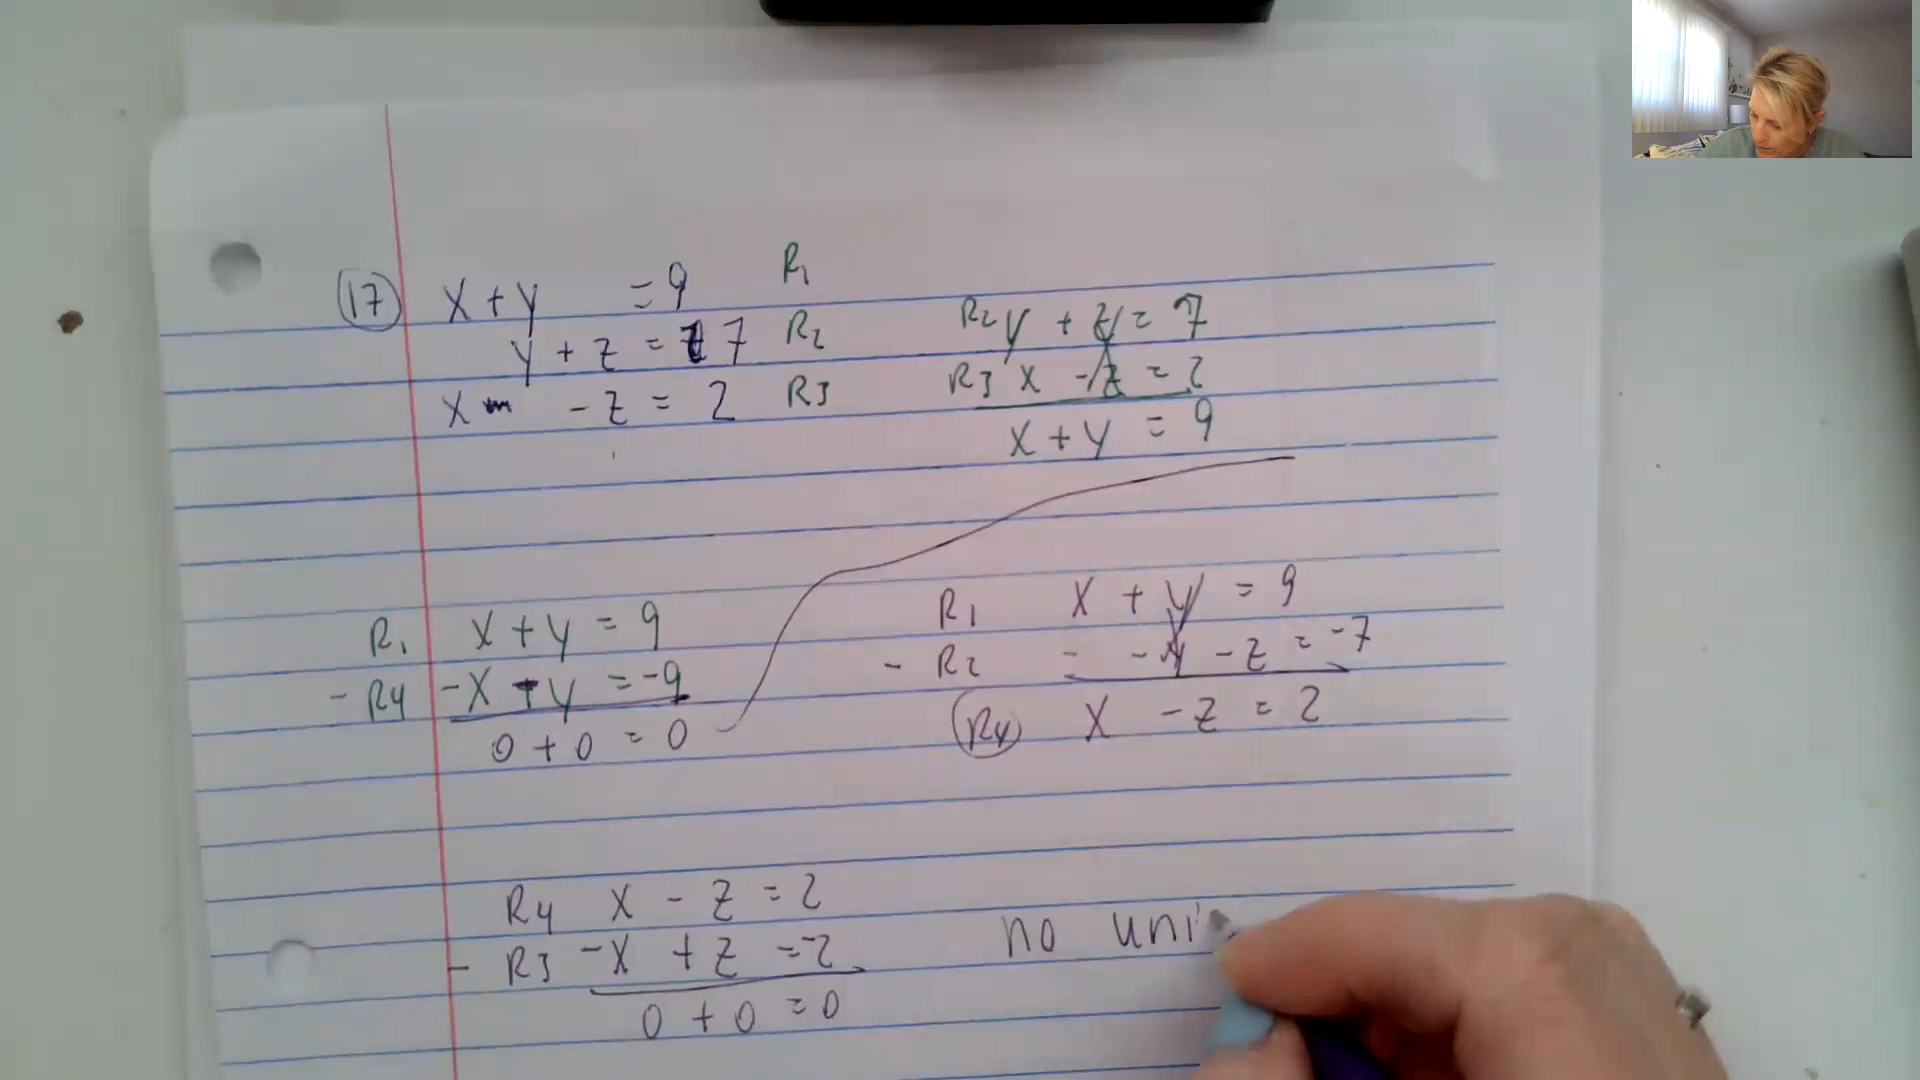 17 x + y = 9 R1
y + z = 7 R2
x - z = 2 R3
R2 y + z = 7
R3 x - z = 2
x + y = 9
R1 x + y = 9
- R4 -x - y = -9
0 + 0 = 0
R1 x + y = 9
- R2 - - y - z = -7
R4 x - z = 2
R4 x - z = 2
- R3 -x + z = -2
0 + 0 = 0
no uni